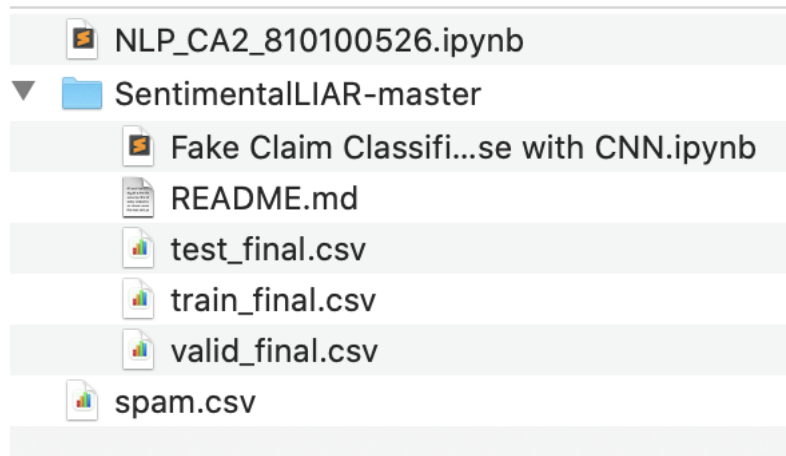 NLP_CA2_810100526.ipynb
SentimentalLIAR-master
Fake Claim Classifi...se with CNN.ipynb
README.md
test_final.csv
train_final.csv
valid_final.csv
spam.csv